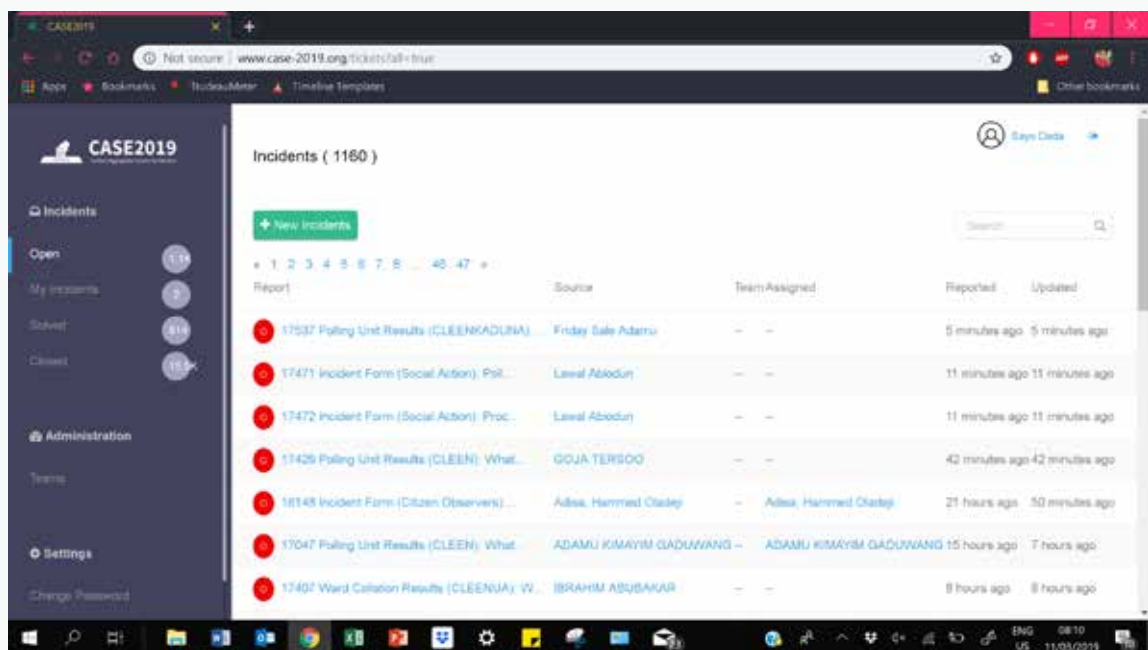 CASE2019
Not secure www.case-2019.org/tickets?all=true
Apps Bookmarks TrudeauMeter Timeline Templates Other bookmarks
CASE2019
Sayo Dada
Incidents ( 1160 )
Incidents
Open
My Incidents 2
Solved
Closed
Administration
Teams
Settings
Change Password
+ New Incidents
Search
« 1 2 3 4 5 6 7 8 ... 46 47 »
Report Source Team Assigned Reported Updated
17537 Polling Unit Results (CLEENKADUNA)... Friday Sale Adamu -- -- 5 minutes ago 5 minutes ago
17471 Incident Form (Social Action): Poll... Lawal Abiodun -- -- 11 minutes ago 11 minutes ago
17472 Incident Form (Social Action): Proc... Lawal Abiodun -- -- 11 minutes ago 11 minutes ago
17429 Polling Unit Results (CLEEN): What... GOJA TERSOO -- -- 42 minutes ago 42 minutes ago
16148 Incident Form (Citizen Observers)... Adisa, Hammed Oladeji -- Adisa, Hammed Oladeji 21 hours ago 50 minutes ago
17047 Polling Unit Results (CLEEN): What... ADAMU KIMAYIM GADUWANG -- ADAMU KIMAYIM GADUWANG 15 hours ago 7 hours ago
17407 Ward Collation Results (CLEENJA): W... IBRAHIM ABUBAKAR -- -- 8 hours ago 8 hours ago
ENG 08:10
US 11/03/2019